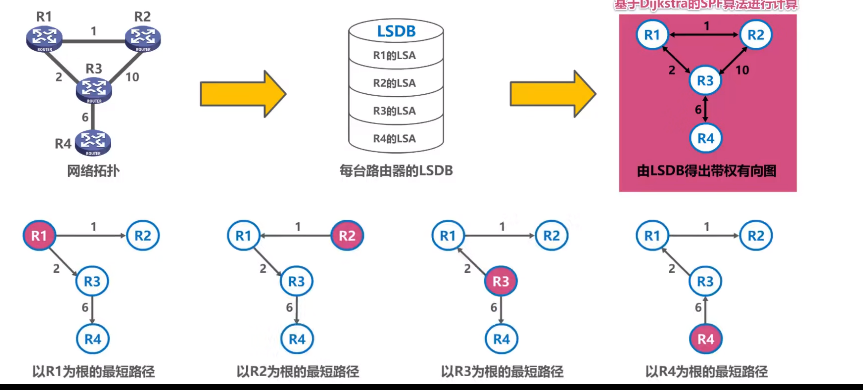 基于Dijkstra的SPF算法进行计算
R1
R2
1
ROUTER
ROUTER
R3
2
10
ROUTER
6
R4
ROUTER
网络拓扑
LSDB
R1的LSA
R2的LSA
R3的LSA
R4的LSA
每台路由器的LSDB
R1
1
R2
2
10
R3
6
R4
由LSDB得出带权有向图
R1
1
R2
2
R3
6
R4
以R1为根的最短路径
R1
1
R2
2
R3
6
R4
以R2为根的最短路径
R1
1
R2
2
R3
6
R4
以R3为根的最短路径
R1
1
R2
2
R3
6
R4
以R4为根的最短路径